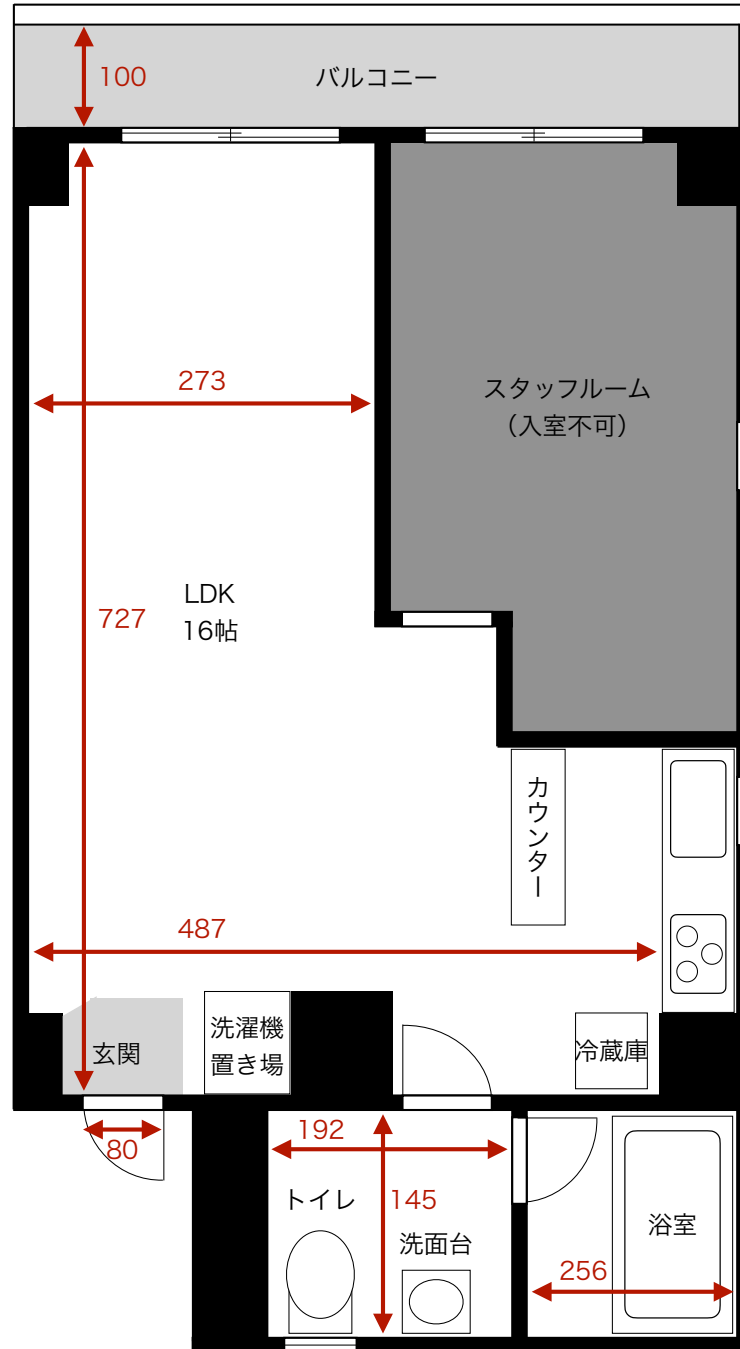 100
バルコニー
273
スタッフルーム
（入室不可）
LDK
16帖
727
カウンター
487
玄関
洗濯機
置き場
冷蔵庫
80
192
トイレ
145
洗面台
浴室
256